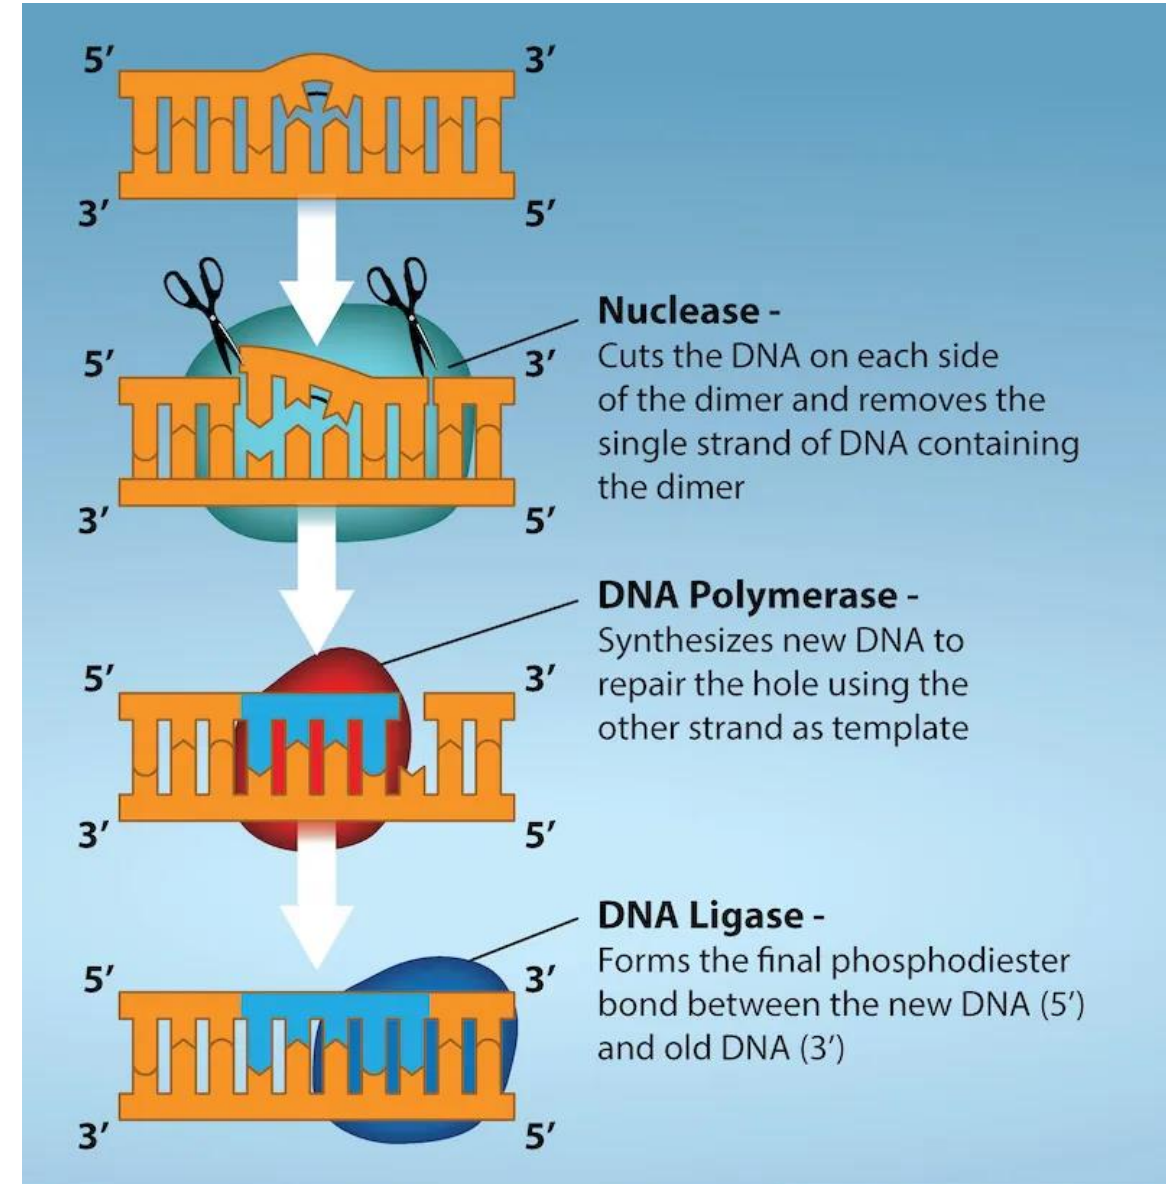 5′ 3′
3′ 5′
Nuclease -
Cuts the DNA on each side
of the dimer and removes the
single strand of DNA containing
the dimer
5′ 3′
3′ 5′
DNA Polymerase -
Synthesizes new DNA to
repair the hole using the
other strand as template
5′ 3′
3′ 5′
DNA Ligase -
Forms the final phosphodiester
bond between the new DNA (5′)
and old DNA (3′)
5′ 3′
3′ 5′